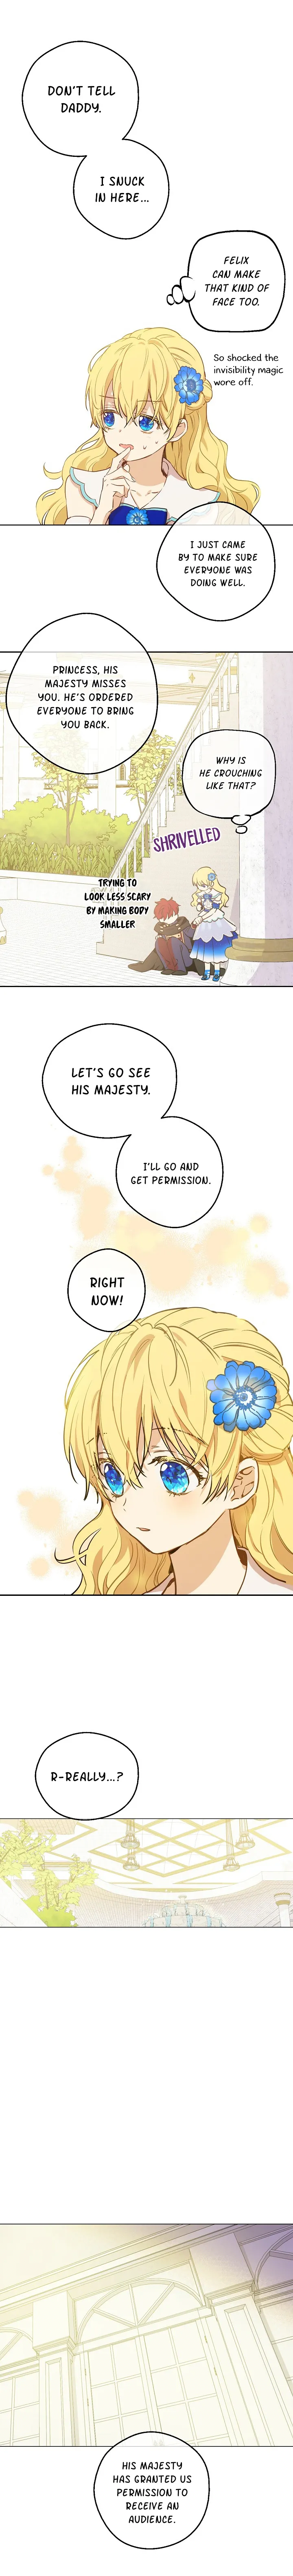 DON'T TELL
DADDY.
I SNUCK
IN HERE...
FELIX
CAN MAKE
THAT KIND OF
FACE TOO.
So shocked the
invisibility magic
wore off.
I JUST CAME
BY TO MAKE SURE
EVERYONE WAS
DOING WELL.
PRINCESS, HIS
MAJESTY MISSES
YOU. HE'S ORDERED
EVERYONE TO BRING
YOU BACK.
WHY IS
HE CROUCHING
LIKE THAT?
SHRIVELLED
TRYING TO
LOOK LESS SCARY
BY MAKING BODY
SMALLER
LET'S GO SEE
HIS MAJESTY.
I'LL GO AND
GET PERMISSION.
RIGHT
NOW!
R-REALLY...?
HIS MAJESTY
HAS GRANTED US
PERMISSION TO
RECEIVE AN
AUDIENCE.